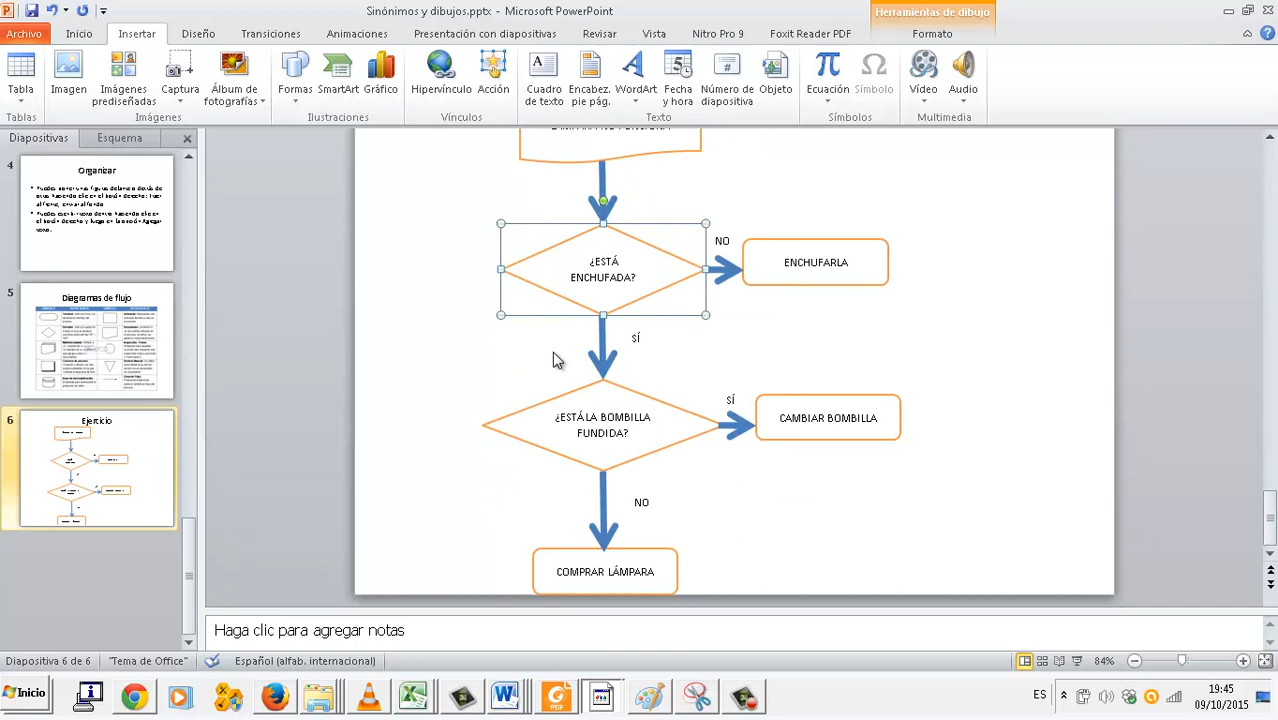 Sinónimos y dibujos.pptx - Microsoft PowerPoint
Herramientas de dibujo
Archivo Inicio Insertar Diseño Transiciones Animaciones Presentación con diapositivas Revisar Vista Nitro Pro 9 Foxit Reader PDF Formato
Tabla
Imagen
Imágenes prediseñadas
Captura
Álbum de fotografías
Formas
SmartArt
Gráfico
Hipervínculo
Acción
Cuadro de texto
Encabez. pie pág.
WordArt
Fecha y hora
Número de diapositiva
Objeto
Ecuación
Símbolo
Vídeo
Audio
Tablas Imágenes Ilustraciones Vínculos Texto Símbolos Multimedia
Diapositivas Esquema
4
Organizar
5
Diagramas de flujo
6
Ejercicio
¿ESTÁ
ENCHUFADA?
NO
ENCHUFARLA
SÍ
¿ESTÁ LA BOMBILLA
FUNDIDA?
SÍ
CAMBIAR BOMBILLA
NO
COMPRAR LÁMPARA
Haga clic para agregar notas
Diapositiva 6 de 6 "Tema de Office" Español (alfab. internacional) 84%
Inicio
PDF
ES
19:45
09/10/2015